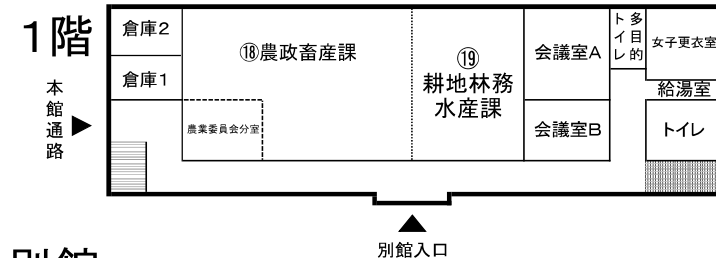 1階
倉庫2
倉庫1
本館通路
⑱農政畜産課
農業委員会分室
⑲
耕地林務
水産課
会議室A
会議室B
多目的
トイレ
女子更衣室
給湯室
トイレ
別館入口
別館